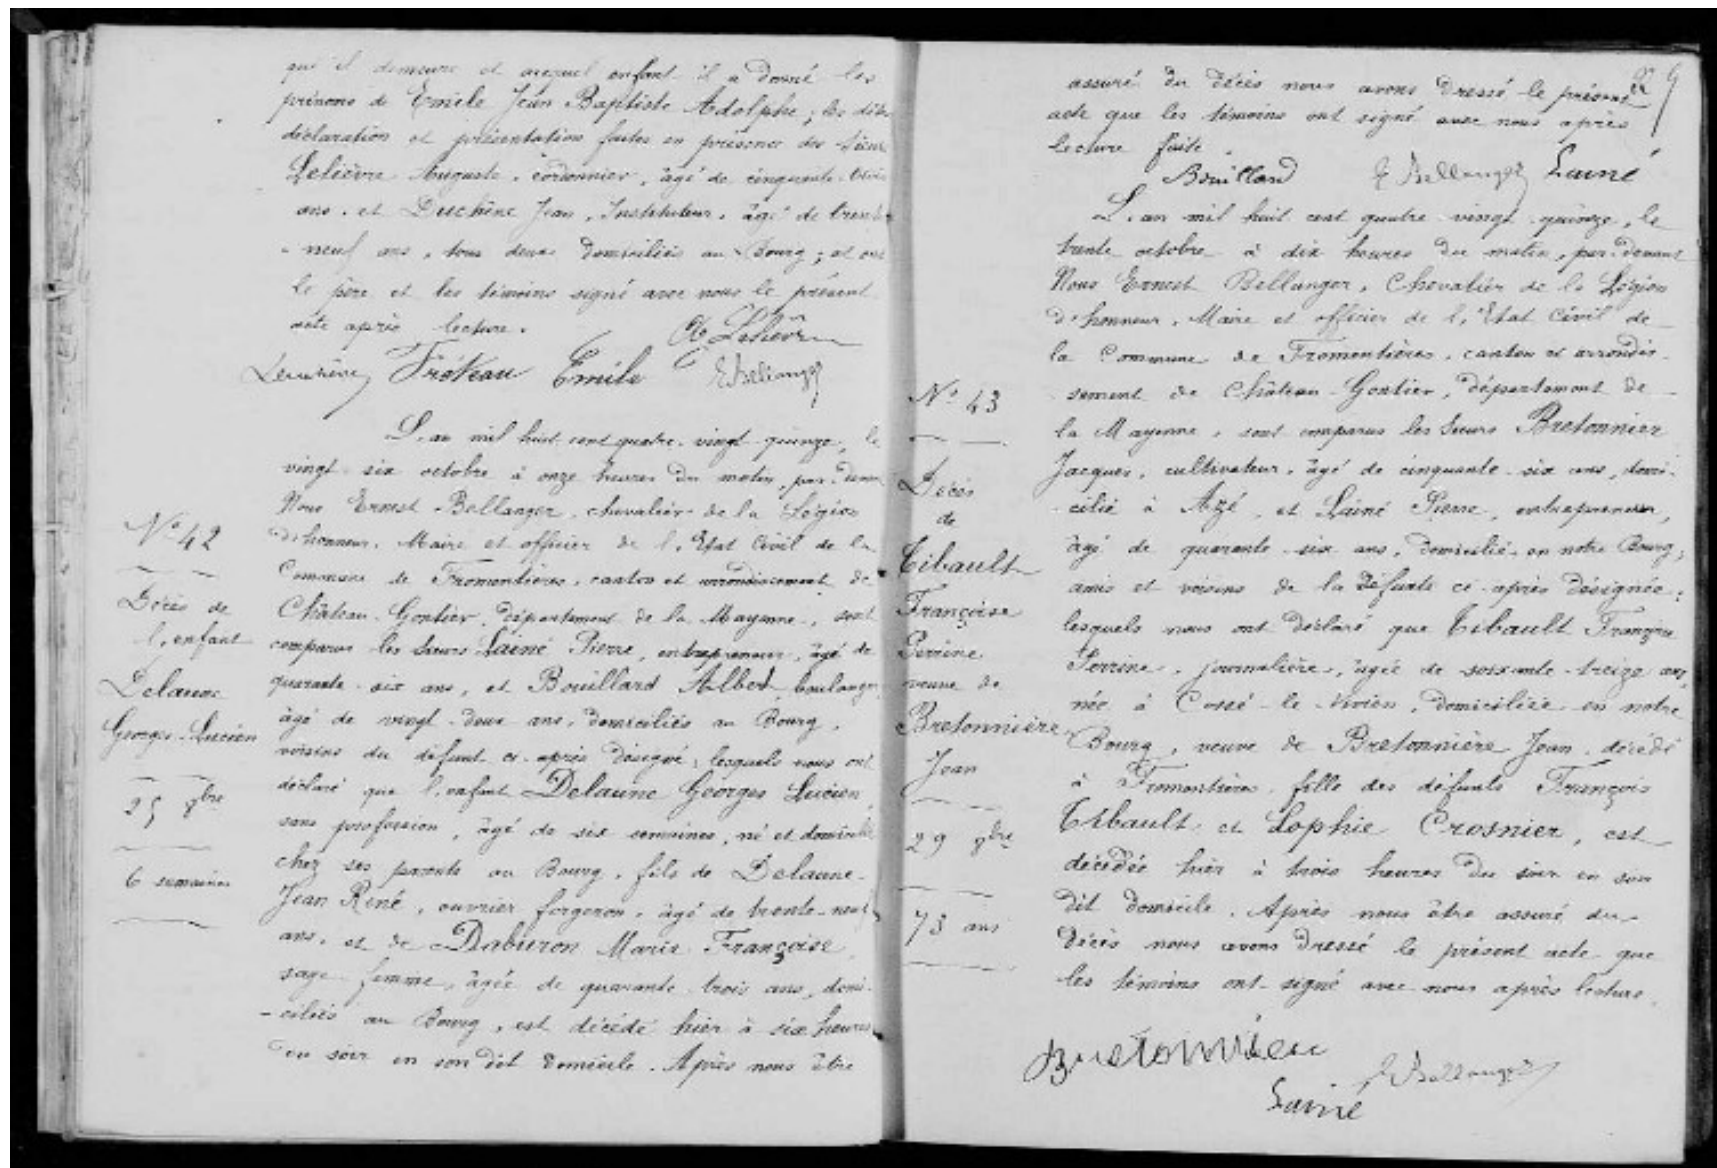 qu'il demeure et auquel enfant il a donné les
prénoms de Emile Jean Baptiste Adolphe ; les dites
déclaration et présentation faites en présence des sieurs
Lelièvre Auguste, cordonnier, âgé de cinquante-trois
ans, et Duchêne Jean, Instituteur, âgé de trente
-neuf ans, tous deux domiciliés au Bourg ; et ont
le père et les témoins signé avec nous le présent
acte après lecture.
Lelièvre
Froteau Emile E Bellanger
N° 42
Décès de
l'enfant
Delaune
Georges-Lucien
25 8bre
6 semaines
L'an mil huit cent quatre-vingt-quinze, le
vingt-six octobre à onze heures du matin, par-devant
Nous Ernest Bellanger, chevalier de la Légion
d'honneur, Maire et officier de l'Etat Civil de la
Commune de Fromentières, canton et arrondissement de
Château-Gontier, département de la Mayenne, sont
comparus les sieurs Lainé Pierre, entrepreneur, âgé de
quarante-six ans, et Bouillard Albert, boulanger
âgé de vingt-deux ans, domiciliés au Bourg,
voisins du défunt ci-après désigné ; lesquels nous ont
déclaré que l'enfant Delaune Georges Lucien,
sans profession, âgé de six semaines, né et domicilié
chez ses parents au Bourg, fils de Delaune
Jean René, ouvrier forgeron, âgé de trente-neuf
ans, et de Dabieron Marie Françoise,
sage-femme, âgée de quarante-trois ans, domi-
-ciliés au Bourg, est décédé hier à six heures
du soir en son dit domicile. Après nous être
assuré du décès nous avons dressé le présent
acte que les témoins ont signé avec nous après
lecture faite.
Bouillard E Bellanger Lainé
N° 43
Décès
de
Tibault
Françoise
Perrine
veuve de
Bretonnière
Jean
29 8bre
73 ans
L'an mil huit cent quatre-vingt-quinze, le
trente octobre à dix heures du matin, par-devant
Nous Ernest Bellanger, Chevalier de la Légion
d'honneur, Maire et officier de l'Etat Civil de
la Commune de Fromentières, canton et arrondis-
sement de Château-Gontier, département de
la Mayenne, sont comparus les sieurs Bretonnier
Jacques, cultivateur, âgé de cinquante-six ans, domi-
cilié à Azé, et Lainé Pierre, entrepreneur,
âgé de quarante-six ans, domicilié en notre Bourg,
amis et voisins de la défunte ci-après désignée ;
lesquels nous ont déclaré que Tibault Françoise
Perrine, journalière, âgée de soixante-treize ans,
née à Cossé-le-Vivien, domiciliée en notre
Bourg, veuve de Bretonnière Jean, décédé
à Fromentières, fille des défunts François
Tibault et Sophie Crosnier, est
décédée hier à trois heures du soir en son
dit domicile. Après nous être assuré du
décès nous avons dressé le présent acte que
les témoins ont signé avec nous après lecture.
Bretonnière
E Bellanger
Lainé